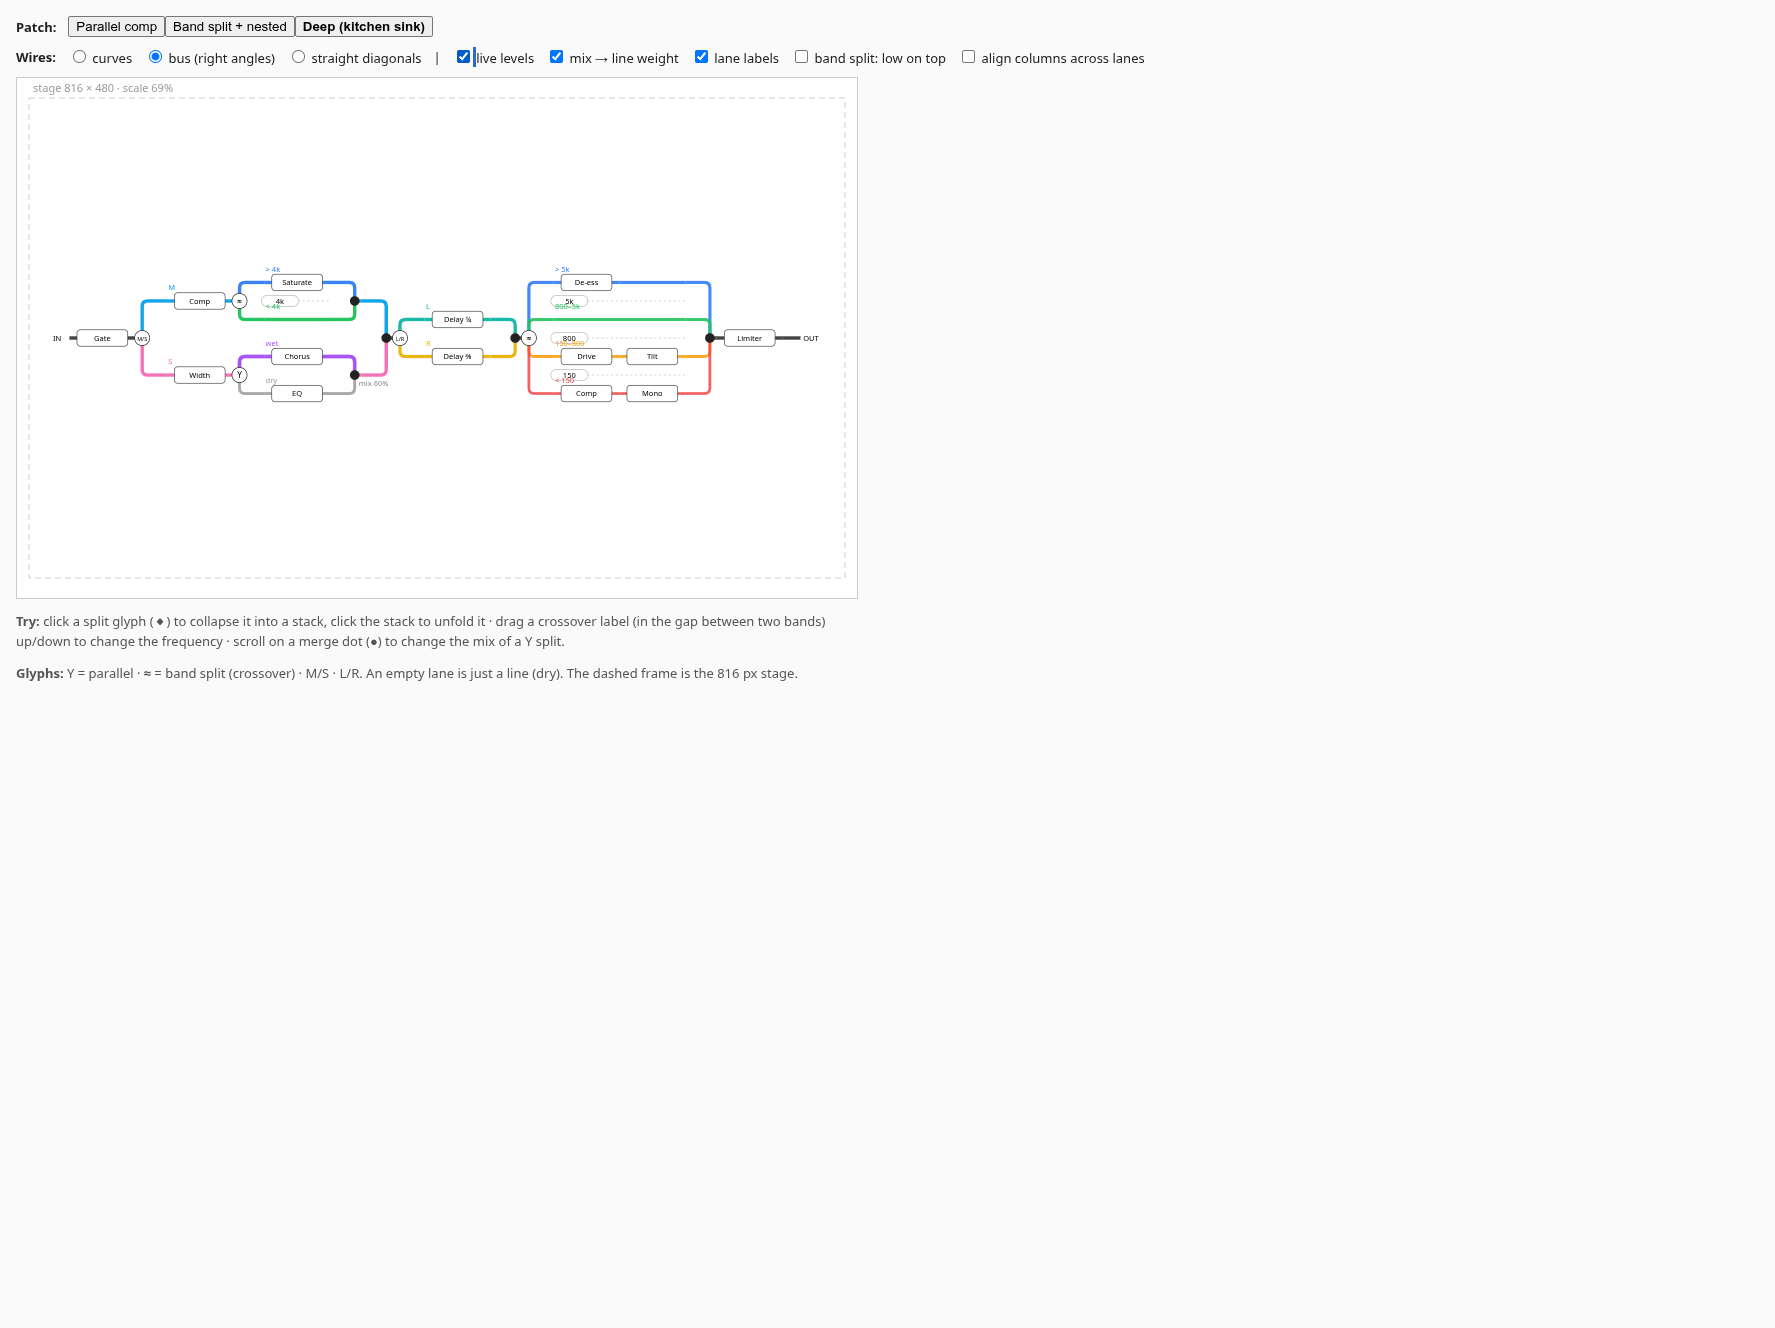 Patch: Parallel comp Band split + nested Deep (kitchen sink)
Wires: curves bus (right angles) straight diagonals | live levels mix → line weight lane labels band split: low on top align columns across lanes
stage 816 × 480 · scale 69%
> 4k
> 5k
Saturate
De-ess
M
Comp
≈
4k
5k
< 4k
800–5k
L
Delay ¼
IN
Gate
M/S
L/R
≈
800
Limiter
OUT
150–800
wet
Chorus
R
Delay ⅜
Drive
Tilt
S
Width
Y
150
dry
mix 60%
< 150
EQ
Comp
Mono
Try: click a split glyph (◆) to collapse it into a stack, click the stack to unfold it · drag a crossover label (in the gap between two bands)
up/down to change the frequency · scroll on a merge dot (●) to change the mix of a Y split.
Glyphs: Y = parallel · ≈ = band split (crossover) · M/S · L/R. An empty lane is just a line (dry). The dashed frame is the 816 px stage.